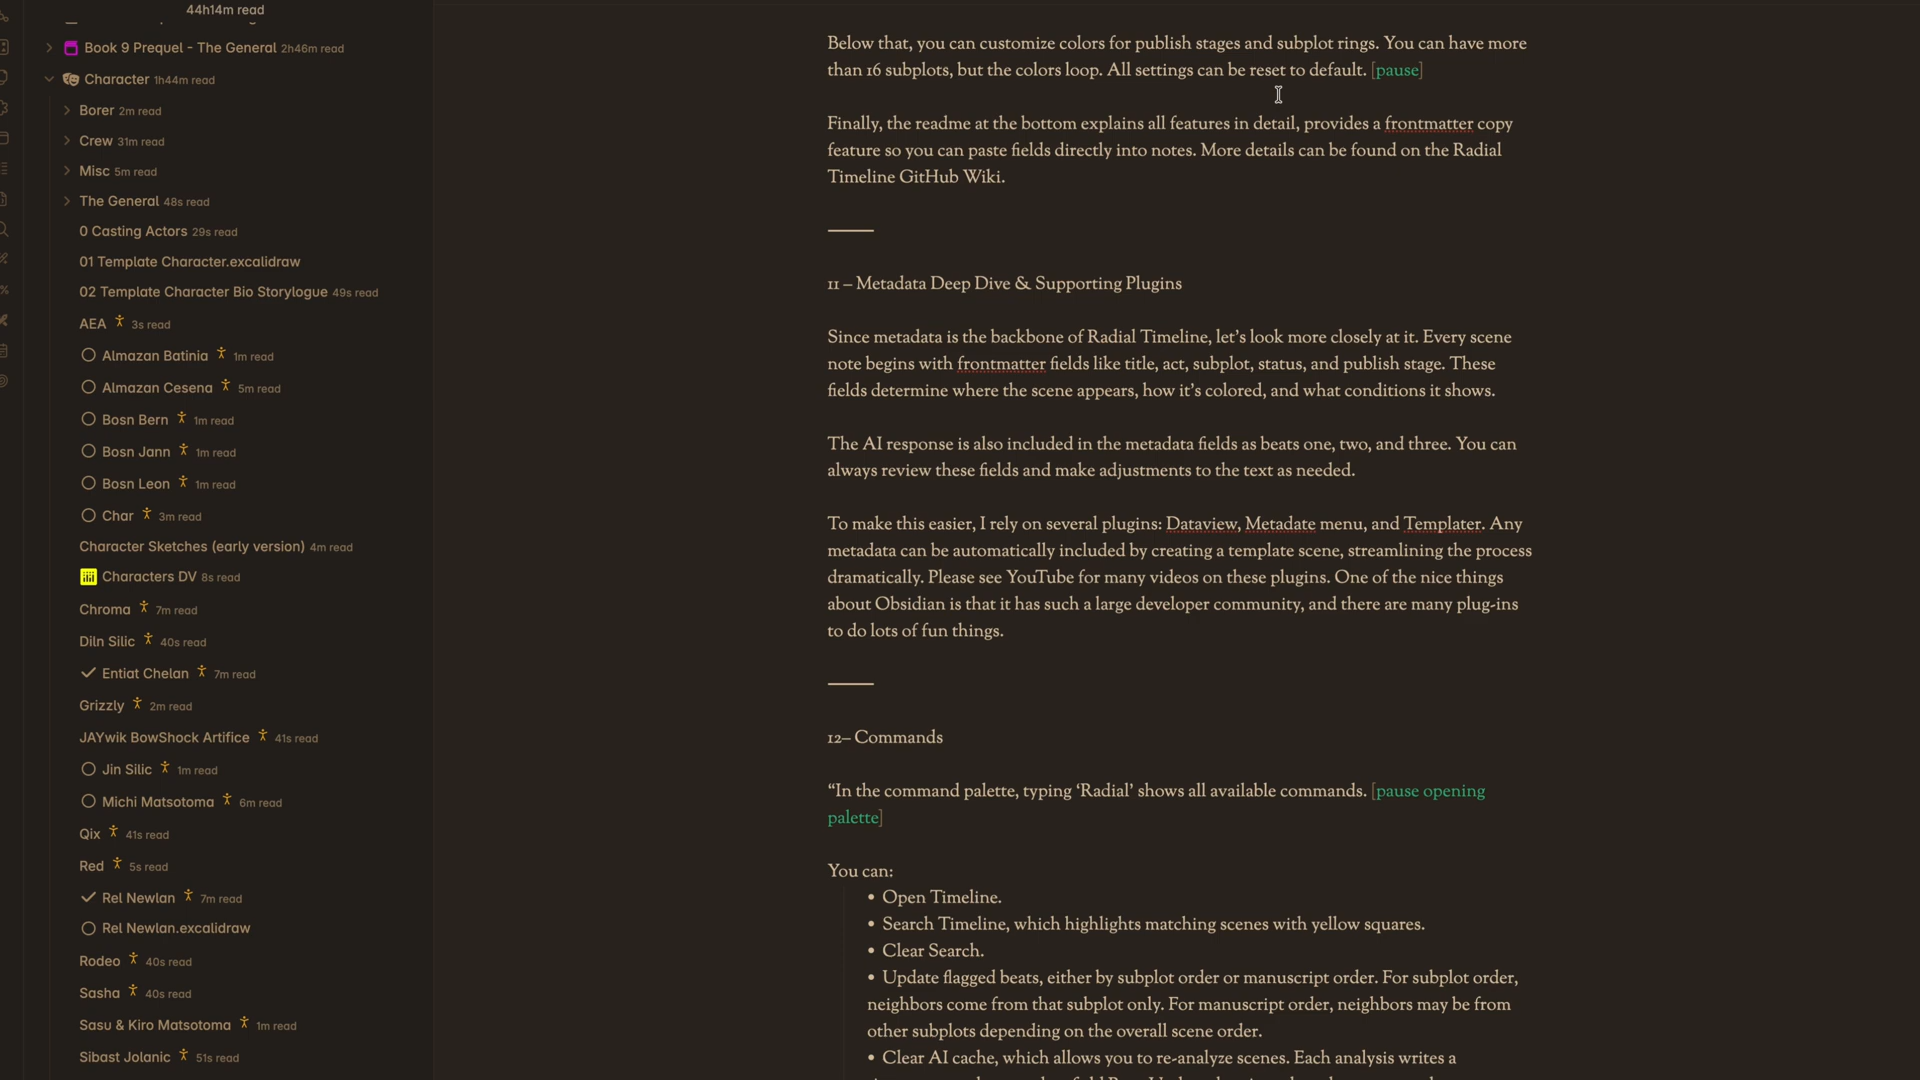 44h14m read
Book 9 Prequel - The General 2h46m read
Character 1h44m read
Borer 2m read
Crew 31m read
Misc 5m read
The General 48s read
0 Casting Actors 29s read
01 Template Character.excalidraw
02 Template Character Bio Storylogue 49s read
AEA 3s read
Almazan Batinia 1m read
Almazan Cesena 5m read
Bosn Bern 1m read
Bosn Jann 1m read
Bosn Leon 1m read
Char 3m read
Character Sketches (early version) 4m read
Characters DV 8s read
Chroma 7m read
Diln Silic 40s read
Entiat Chelan 7m read
Grizzly 2m read
JAYwik BowShock Artifice 41s read
Jin Silic 1m read
Michi Matsotoma 6m read
Qix 41s read
Red 5s read
Rel Newlan 7m read
Rel Newlan.excalidraw
Rodeo 40s read
Sasha 40s read
Sasu & Kiro Matsotoma 1m read
Sibast Jolanic 51s read
Below that, you can customize colors for publish stages and subplot rings. You can have more
than 16 subplots, but the colors loop. All settings can be reset to default. [pause]
Finally, the readme at the bottom explains all features in detail, provides a frontmatter copy
feature so you can paste fields directly into notes. More details can be found on the Radial
Timeline GitHub Wiki.
11 – Metadata Deep Dive & Supporting Plugins
Since metadata is the backbone of Radial Timeline, let’s look more closely at it. Every scene
note begins with frontmatter fields like title, act, subplot, status, and publish stage. These
fields determine where the scene appears, how it’s colored, and what conditions it shows.
The AI response is also included in the metadata fields as beats one, two, and three. You can
always review these fields and make adjustments to the text as needed.
To make this easier, I rely on several plugins: Dataview, Metadate menu, and Templater. Any
metadata can be automatically included by creating a template scene, streamlining the process
dramatically. Please see YouTube for many videos on these plugins. One of the nice things
about Obsidian is that it has such a large developer community, and there are many plug-ins
to do lots of fun things.
12– Commands
“In the command palette, typing ‘Radial’ shows all available commands. [pause opening
palette]
You can:
• Open Timeline.
• Search Timeline, which highlights matching scenes with yellow squares.
• Clear Search.
• Update flagged beats, either by subplot order or manuscript order. For subplot order,
neighbors come from that subplot only. For manuscript order, neighbors may be from
other subplots depending on the overall scene order.
• Clear AI cache, which allows you to re-analyze scenes. Each analysis writes a